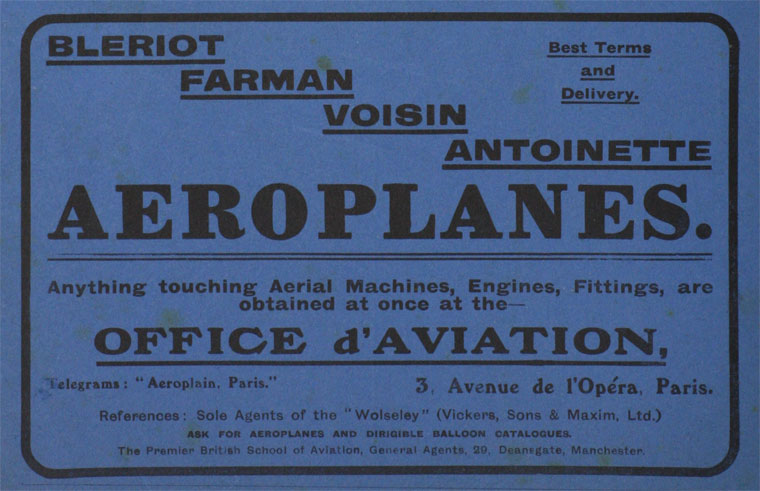 BLERIOT
FARMAN
VOISIN
ANTOINETTE
Best Terms
and
Delivery.
AEROPLANES.
Anything touching Aerial Machines, Engines, Fittings, are
obtained at once at the—
OFFICE d'AVIATION,
Telegrams: "Aeroplain, Paris."
3, Avenue de l'Opéra, Paris.
References: Sole Agents of the "Wolseley" (Vickers, Sons & Maxim, Ltd.)
ASK FOR AEROPLANES AND DIRIGIBLE BALLOON CATALOGUES.
The Premier British School of Aviation, General Agents, 29, Deansgate, Manchester.